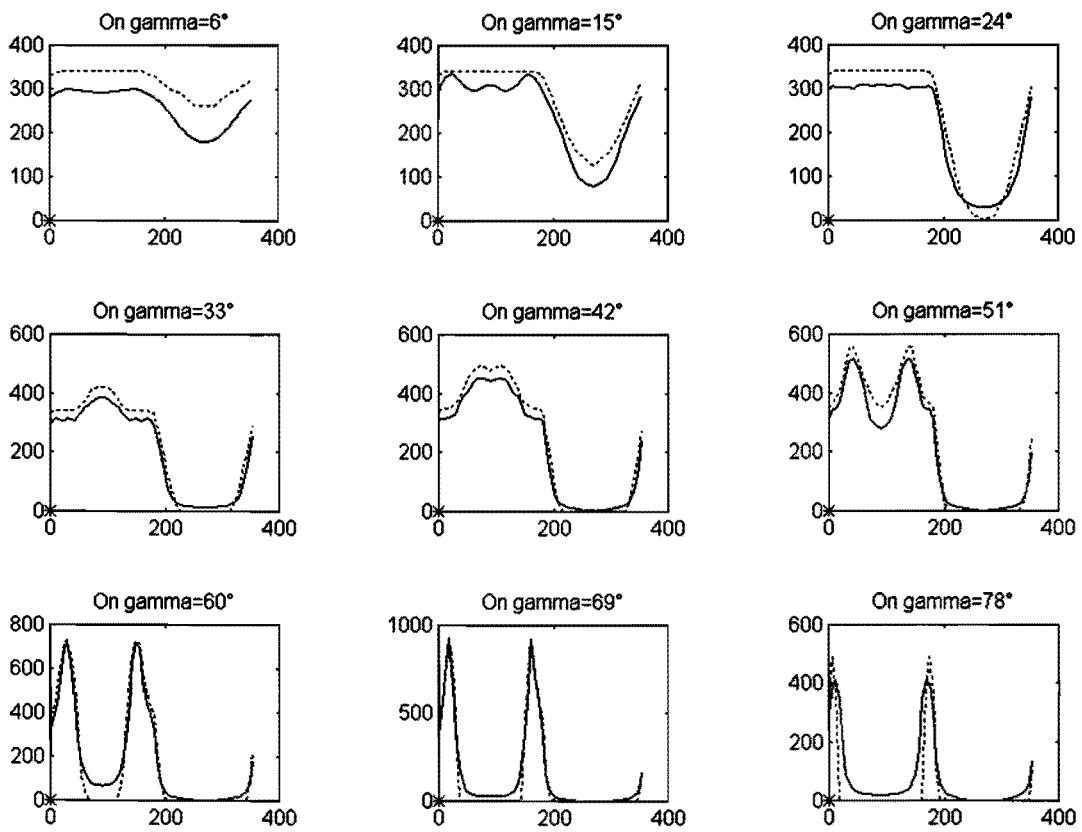 On gamma=6°
400
300
200
100
0
0 200 400
On gamma=15°
400
300
200
100
0
0 200 400
On gamma=24°
400
300
200
100
0
0 200 400
On gamma=33°
600
400
200
0
0 200 400
On gamma=42°
600
400
200
0
0 200 400
On gamma=51°
600
400
200
0
0 200 400
On gamma=60°
800
600
400
200
0
0 200 400
On gamma=69°
1000
500
0
0 200 400
On gamma=78°
600
400
200
0
0 200 400